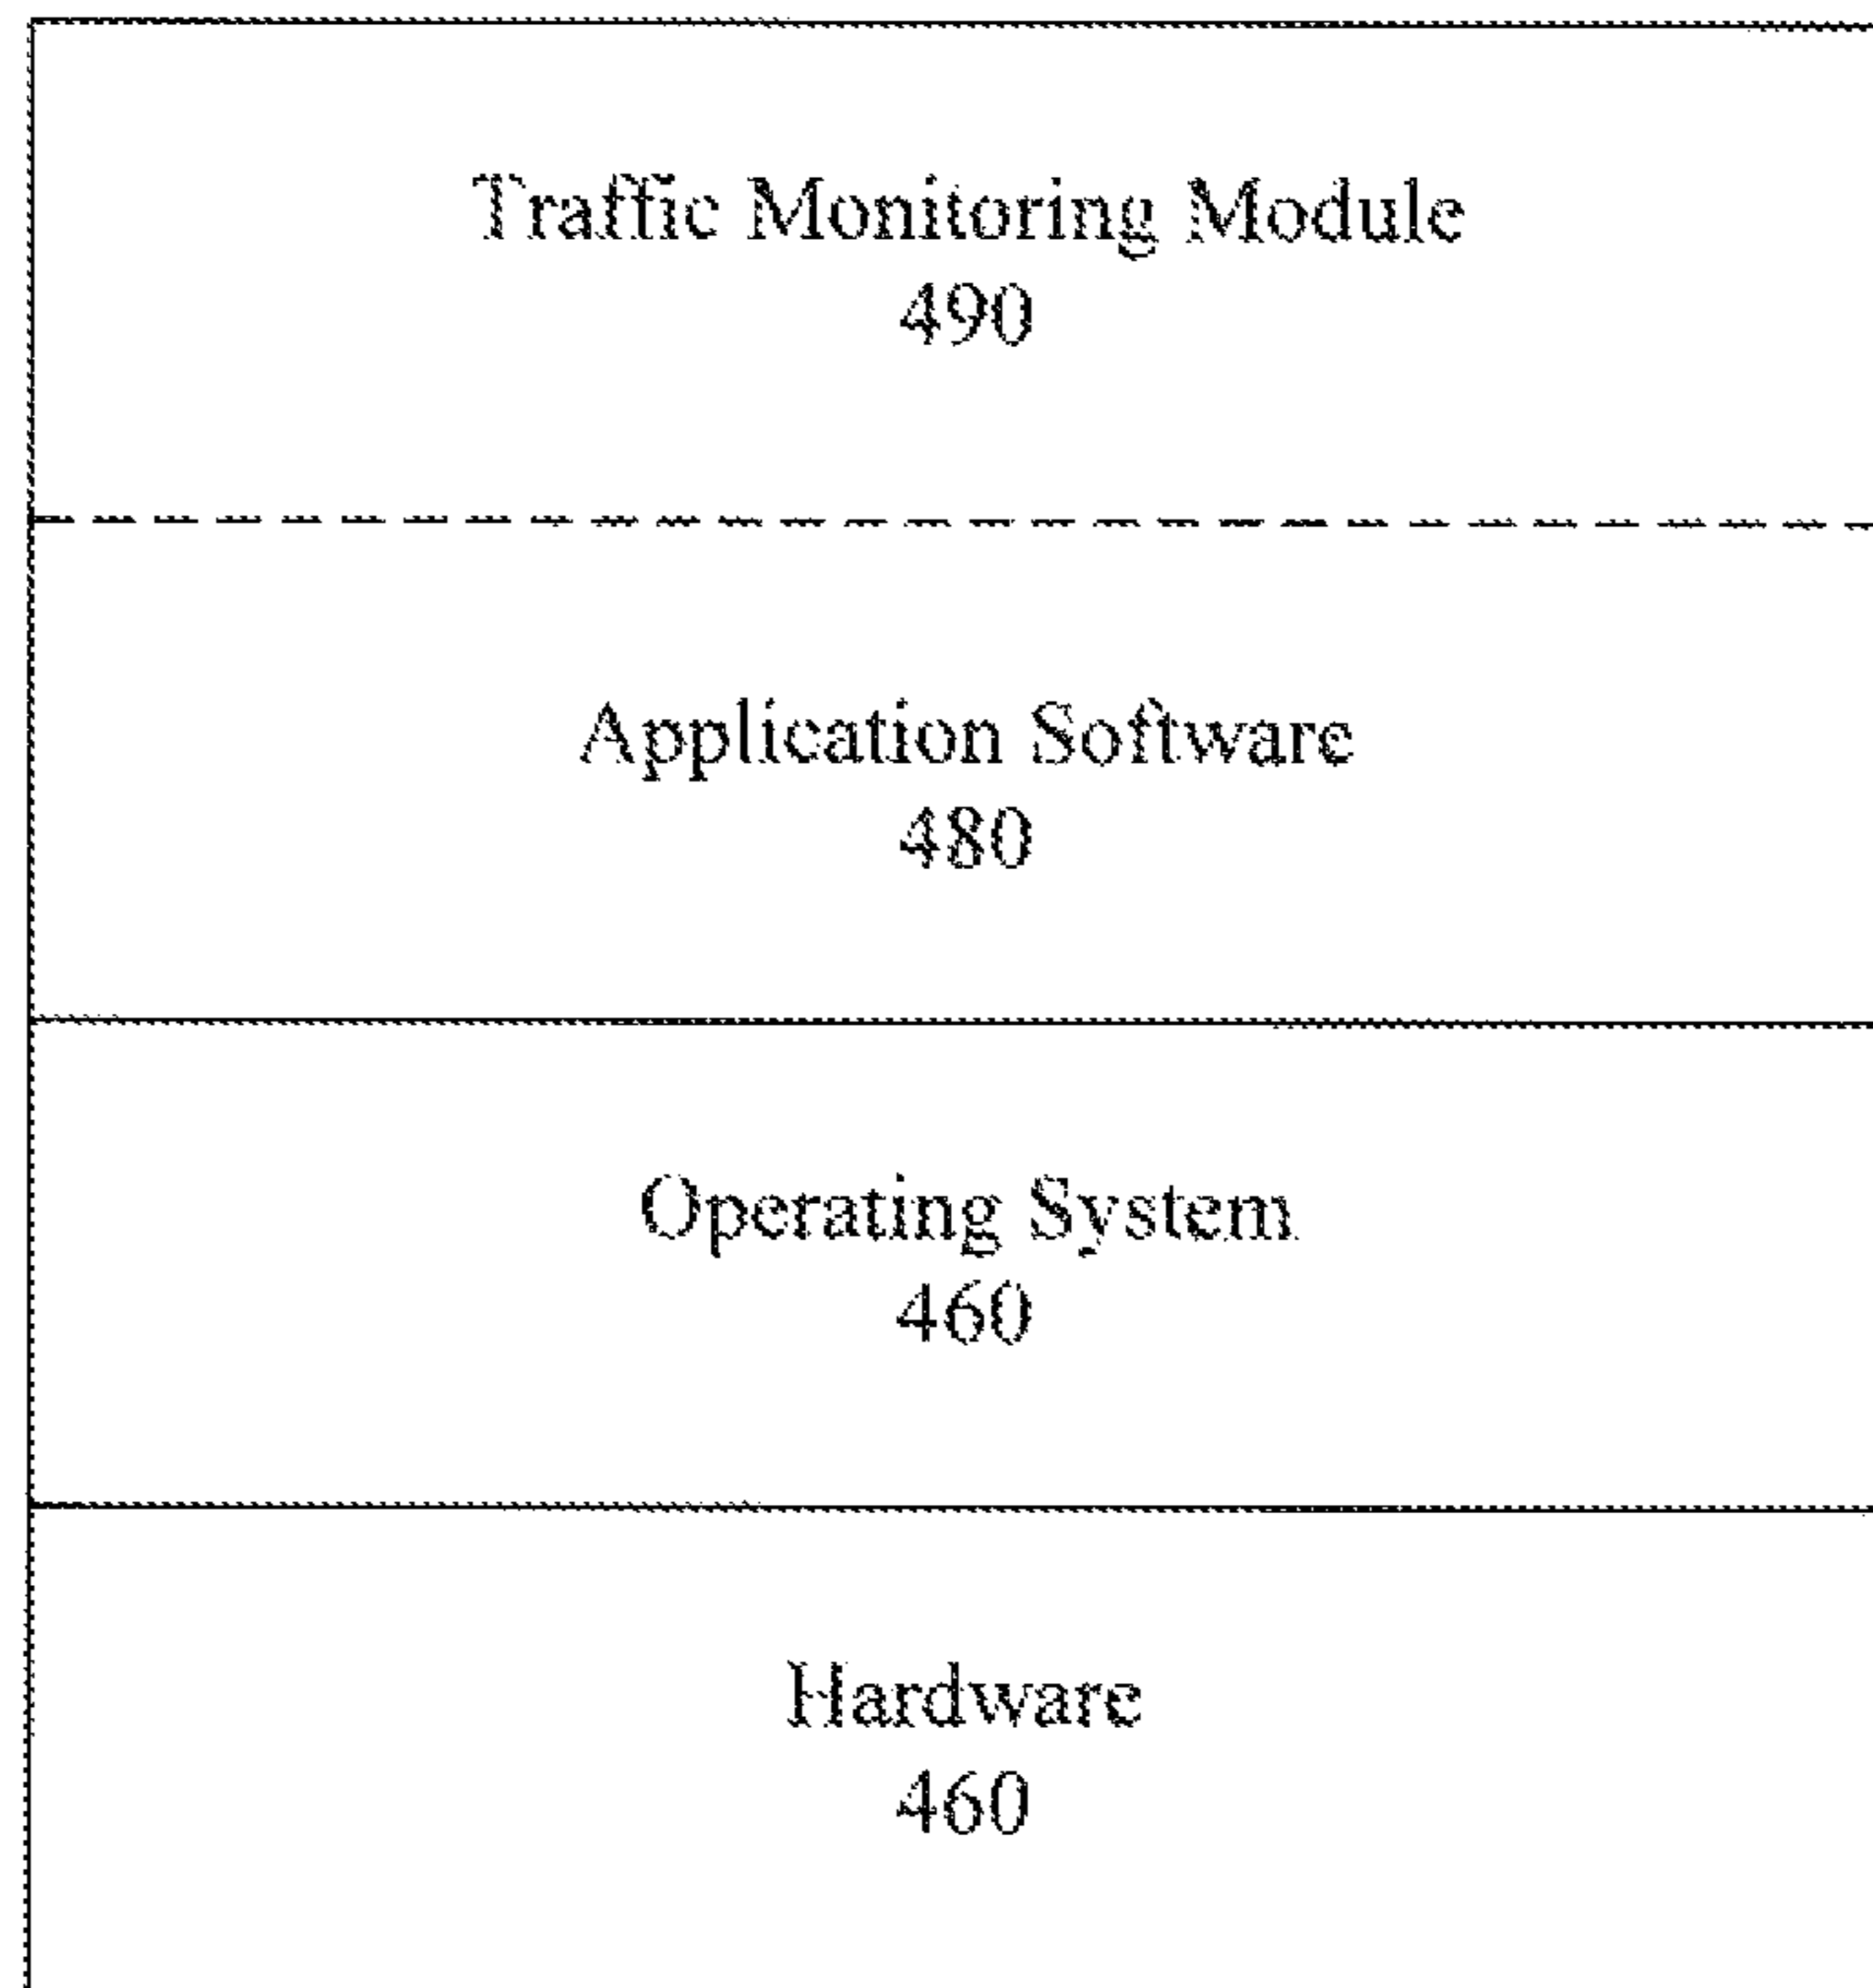 Traffic Monitoring Module
490
Application Software
480
Operating System
460
Hardware
460